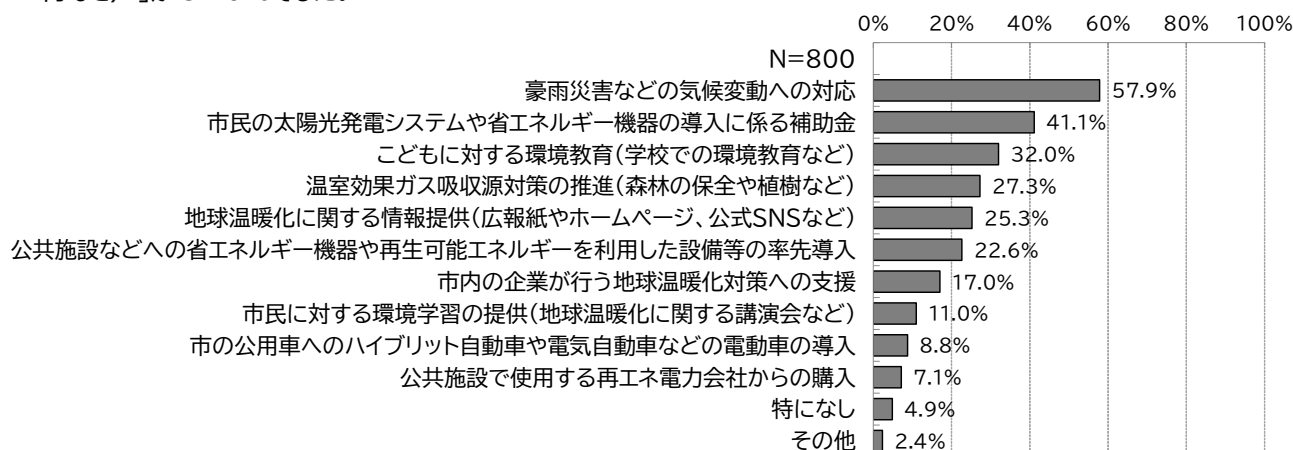 0% 20% 40% 60% 80% 100%
N=800
豪雨災害などの気候変動への対応 57.9%
市民の太陽光発電システムや省エネルギー機器の導入に係る補助金 41.1%
こどもに対する環境教育(学校での環境教育など) 32.0%
温室効果ガス吸収源対策の推進(森林の保全や植樹など) 27.3%
地球温暖化に関する情報提供(広報紙やホームページ、公式SNSなど) 25.3%
公共施設などへの省エネルギー機器や再生可能エネルギーを利用した設備等の率先導入 22.6%
市内の企業が行う地球温暖化対策への支援 17.0%
市民に対する環境学習の提供(地球温暖化に関する講演会など) 11.0%
市の公用車へのハイブリット自動車や電気自動車などの電動車の導入 8.8%
公共施設で使用する再エネ電力会社からの購入 7.1%
特になし 4.9%
その他 2.4%